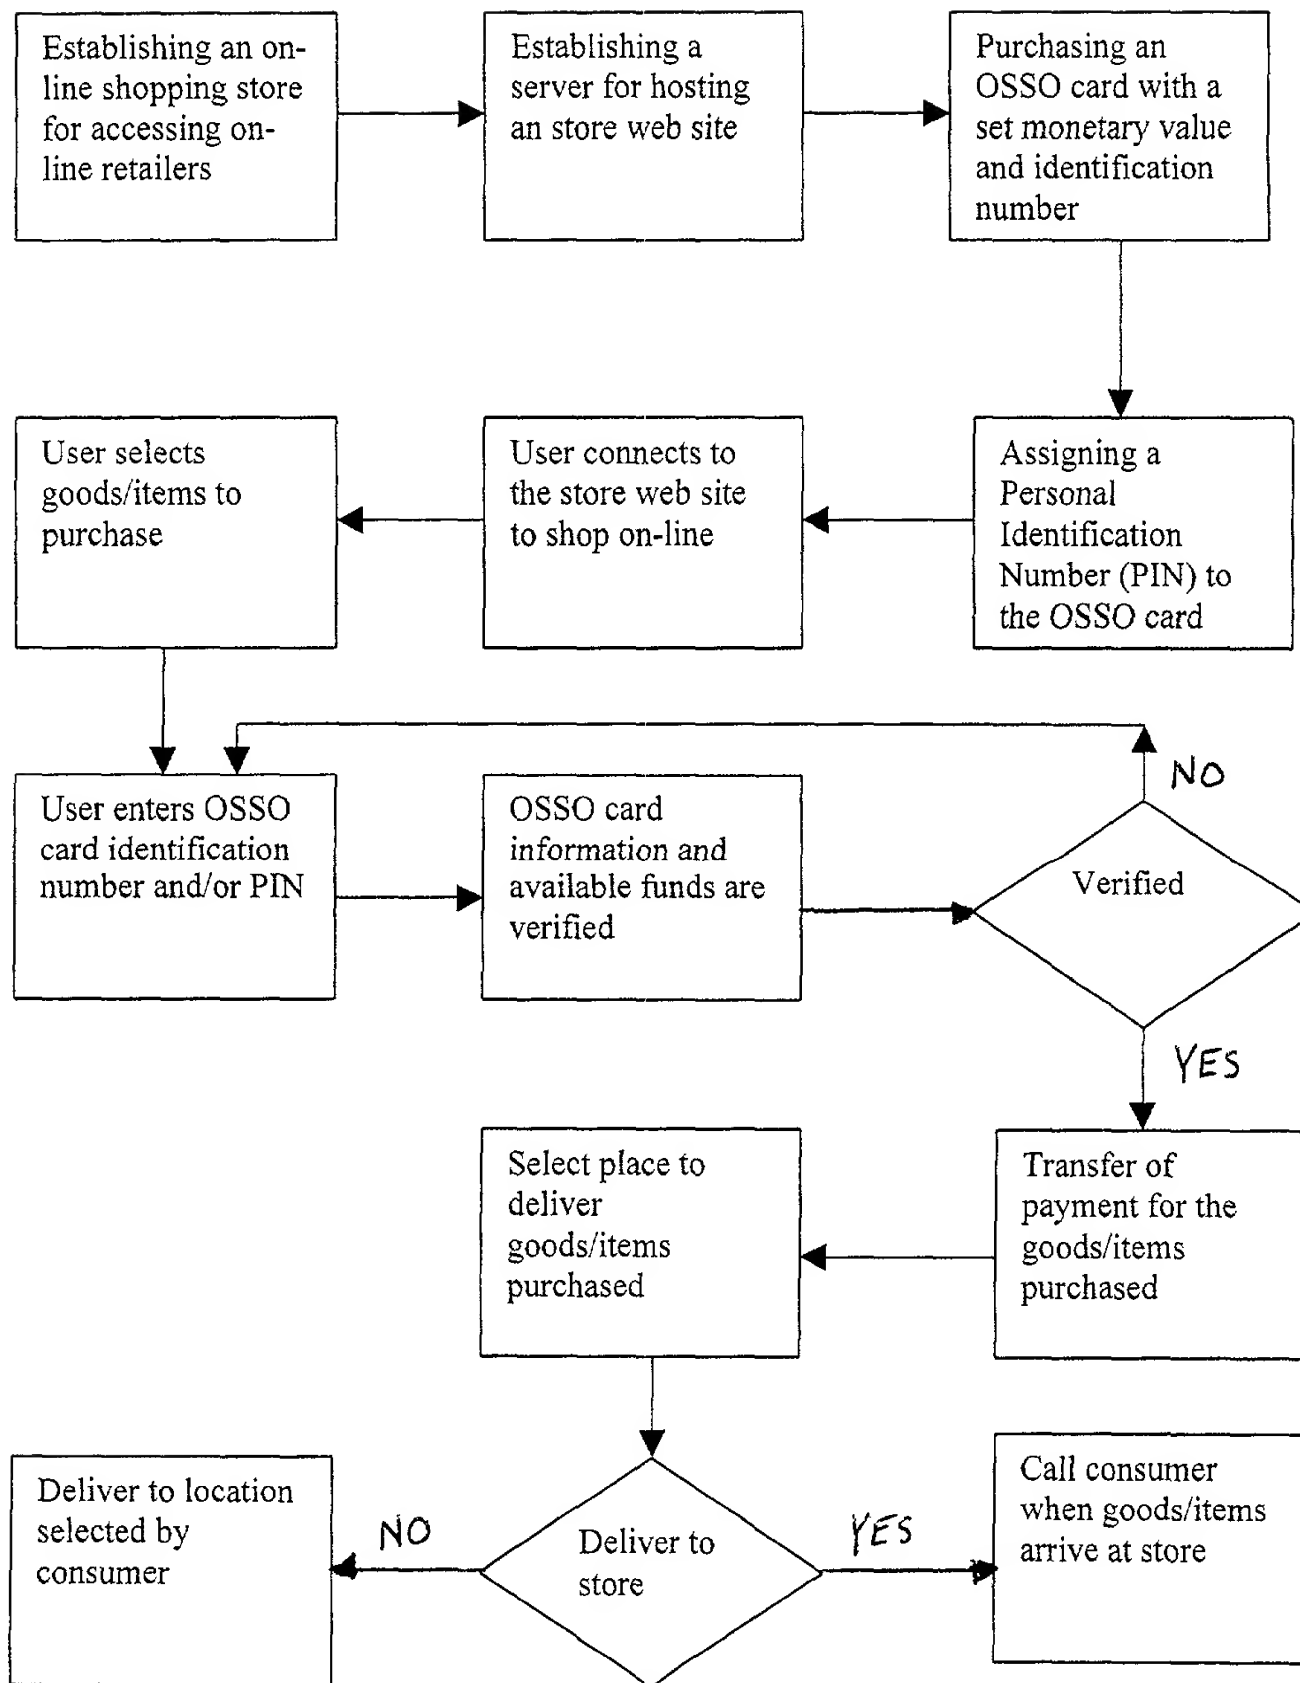 Establishing an on-
line shopping store
for accessing on-
line retailers
Establishing a
server for hosting
an store web site
Purchasing an
OSSO card with a
set monetary value
and identification
number
User selects
goods/items to
purchase
User connects to
the store web site
to shop on-line
Assigning a
Personal
Identification
Number (PIN) to
the OSSO card
User enters OSSO
card identification
number and/or PIN
OSSO card
information and
available funds are
verified
NO
Verified
YES
Select place to
deliver
goods/items
purchased
Transfer of
payment for the
goods/items
purchased
Deliver to location
selected by
consumer
NO
Deliver to
store
YES
Call consumer
when goods/items
arrive at store